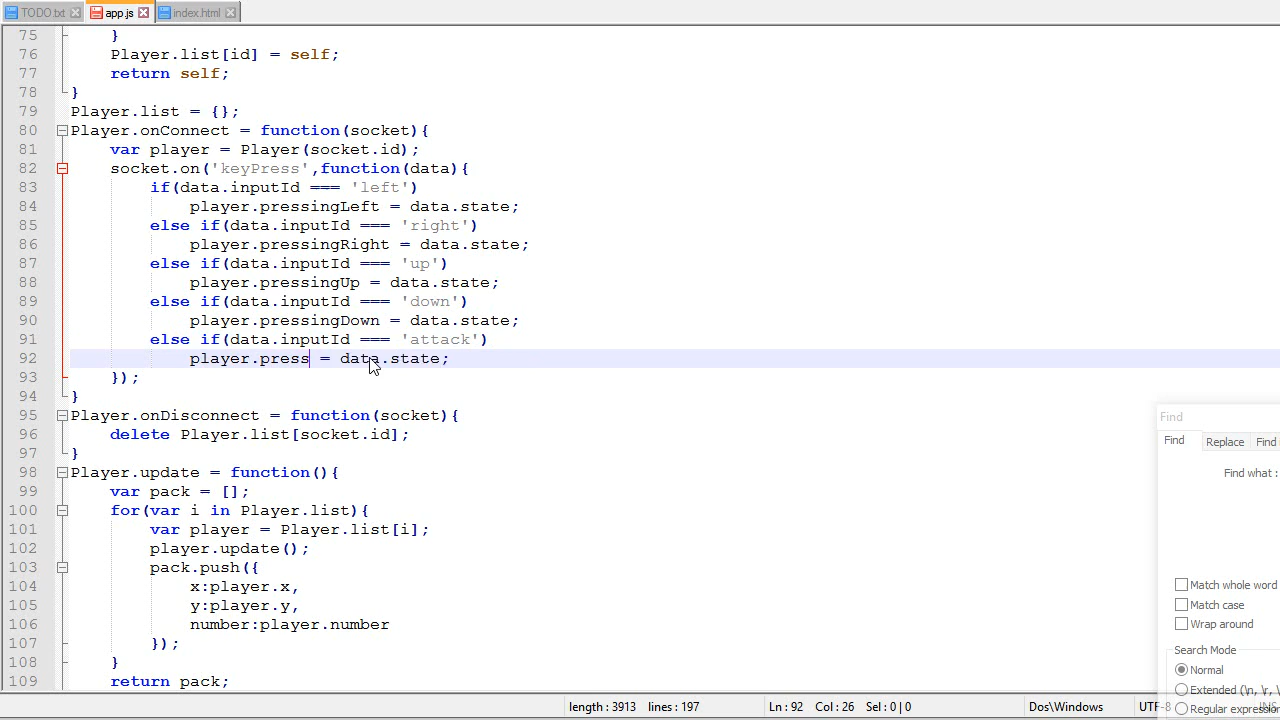 TODO.txt app.js index.html
75 }
76 Player.list[id] = self;
77 return self;
78 }
79 Player.list = {};
80 Player.onConnect = function(socket){
81 var player = Player(socket.id);
82 socket.on('keyPress',function(data){
83 if(data.inputId === 'left')
84 player.pressingLeft = data.state;
85 else if(data.inputId === 'right')
86 player.pressingRight = data.state;
87 else if(data.inputId === 'up')
88 player.pressingUp = data.state;
89 else if(data.inputId === 'down')
90 player.pressingDown = data.state;
91 else if(data.inputId === 'attack')
92 player.press = data.state;
93 });
94 }
95 Player.onDisconnect = function(socket){
96 delete Player.list[socket.id];
97 }
98 Player.update = function(){
99 var pack = [];
100 for(var i in Player.list){
101 var player = Player.list[i];
102 player.update();
103 pack.push({
104 x:player.x,
105 y:player.y,
106 number:player.number
107 });
108 }
109 return pack;
Find
Find Replace Find
Find what :
Match whole word
Match case
Wrap around
Search Mode
Normal
Extended (\n, \r, \
Regular expression
length : 3913 lines : 197 Ln : 92 Col : 26 Sel : 0 | 0 Dos\Windows UTF-8 INS